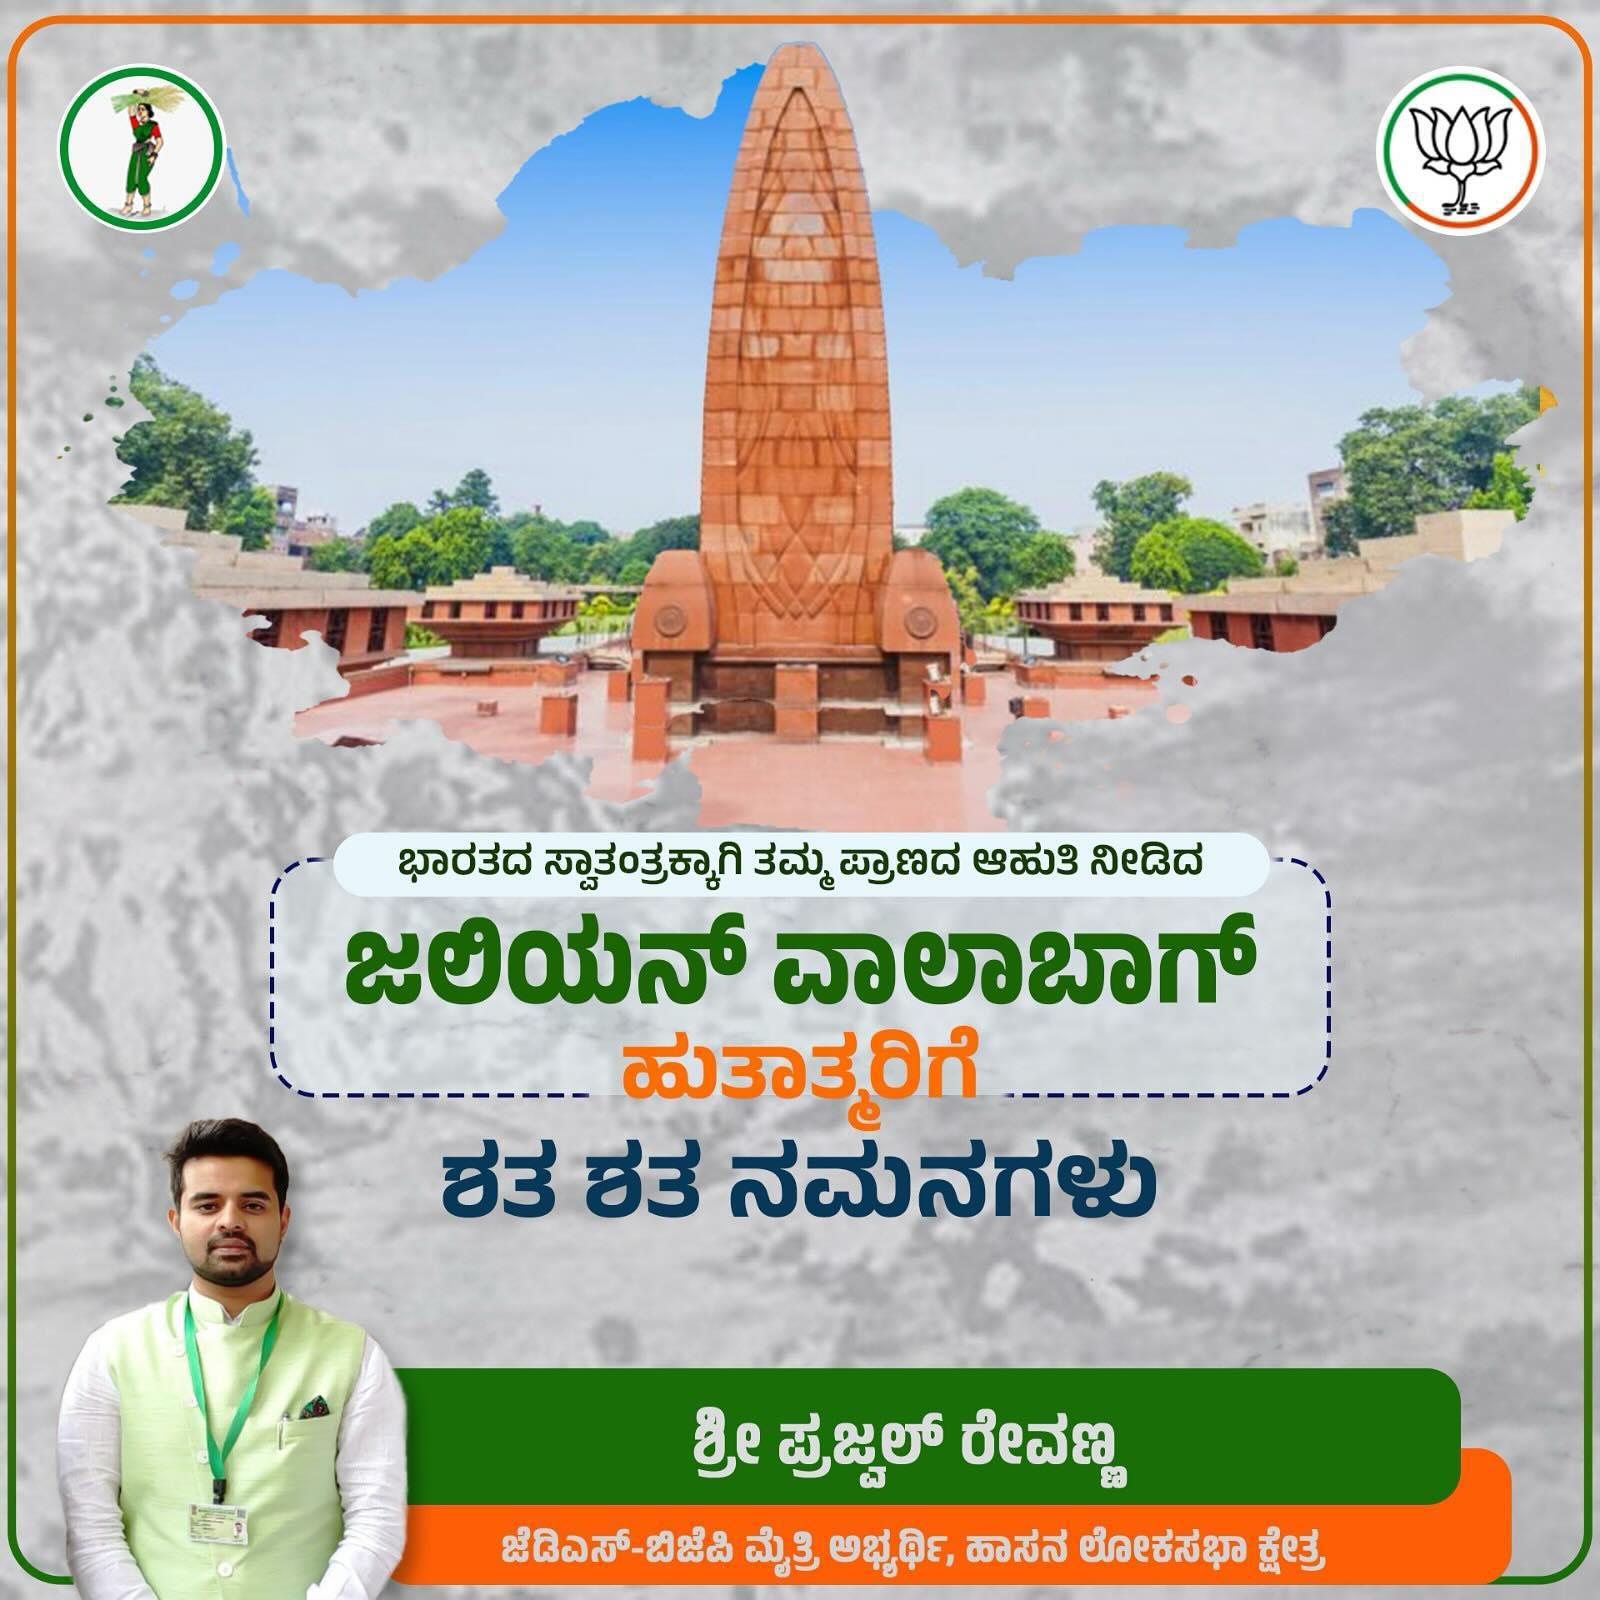 ಭಾರತದ ಸ್ವಾತಂತ್ರಕ್ಕಾಗಿ ತಮ್ಮ ಪ್ರಾಣದ ಆಹುತಿ ನೀಡಿದ
ಜಲಿಯನ್ ವಾಲಾಬಾಗ್
ಹುತಾತ್ಮರಿಗೆ
ಶತ ಶತ ನಮನಗಳು
ಶ್ರೀ ಪ್ರಜ್ವಲ್ ರೇವಣ್ಣ
ಜೆಡಿಎಸ್-ಬಿಜೆಪಿ ಮೈತ್ರಿ ಅಭ್ಯರ್ಥಿ, ಹಾಸನ ಲೋಕಸಭಾ ಕ್ಷೇತ್ರ